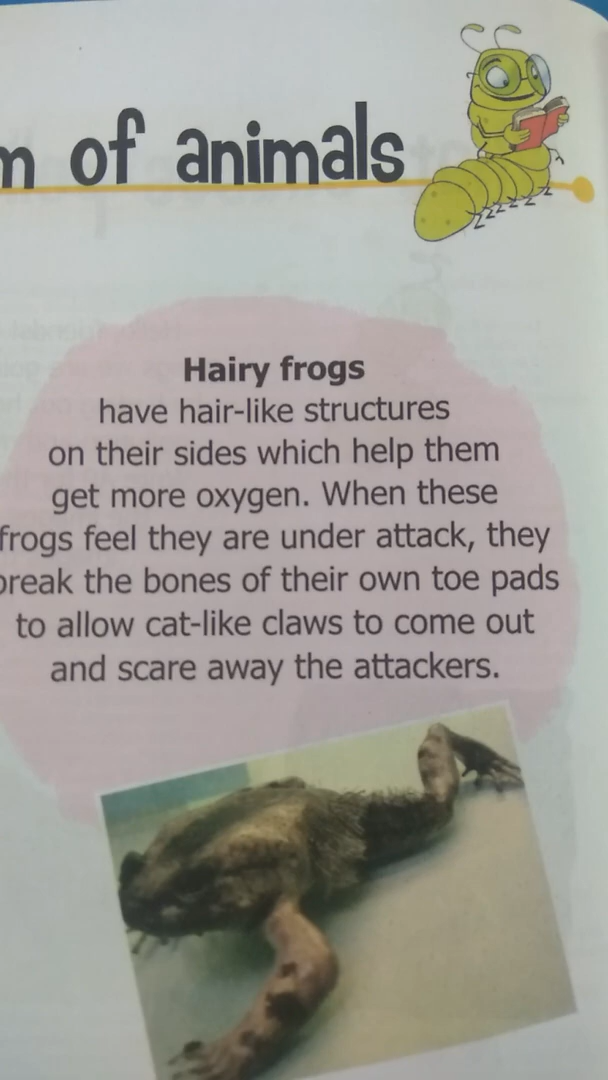 of animals
Hairy frogs
have hair-like structures
on their sides which help them
get more oxygen. When these
frogs feel they are under attack, they
break the bones of their own toe pads
to allow cat-like claws to come out
and scare away the attackers.